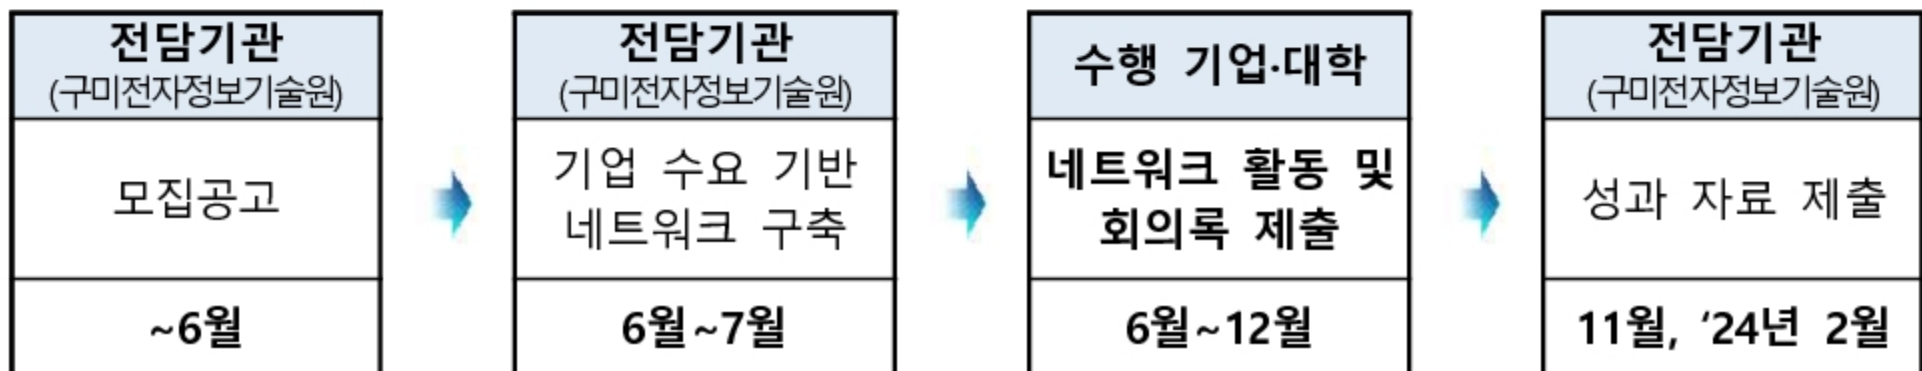 전담기관
(구미전자정보기술원)
모집공고
~6월
전담기관
(구미전자정보기술원)
기업 수요 기반
네트워크 구축
6월~7월
수행 기업·대학
네트워크 활동 및
회의록 제출
6월~12월
전담기관
(구미전자정보기술원)
성과 자료 제출
11월, ‘24년 2월